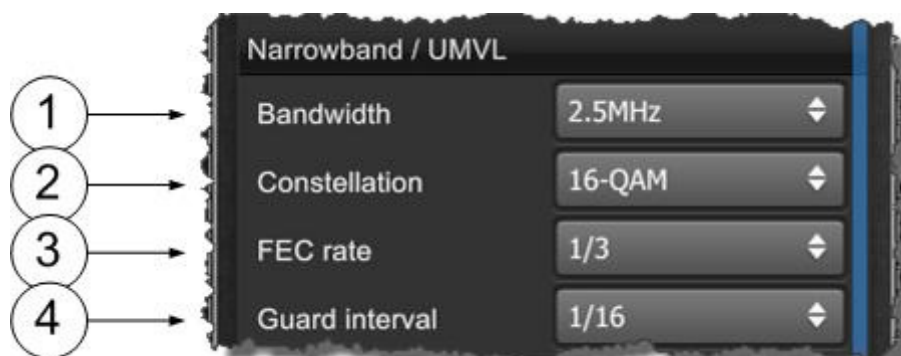 Narrowband / UMVL
1 Bandwidth 2.5MHz
2 Constellation 16-QAM
3 FEC rate 1/3
4 Guard interval 1/16